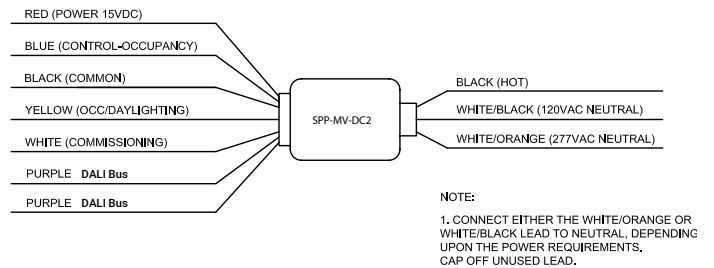 RED (POWER 15VDC)
BLUE (CONTROL-OCCUPANCY)
BLACK (COMMON)
YELLOW (OCC/DAYLIGHTING)
WHITE (COMMISSIONING)
PURPLE DALI Bus
PURPLE DALI Bus
SPP-MV-DC2
BLACK (HOT)
WHITE/BLACK (120VAC NEUTRAL)
WHITE/ORANGE (277VAC NEUTRAL)
NOTE:
1. CONNECT EITHER THE WHITE/ORANGE OR
WHITE/BLACK LEAD TO NEUTRAL, DEPENDING
UPON THE POWER REQUIREMENTS.
CAP OFF UNUSED LEAD.